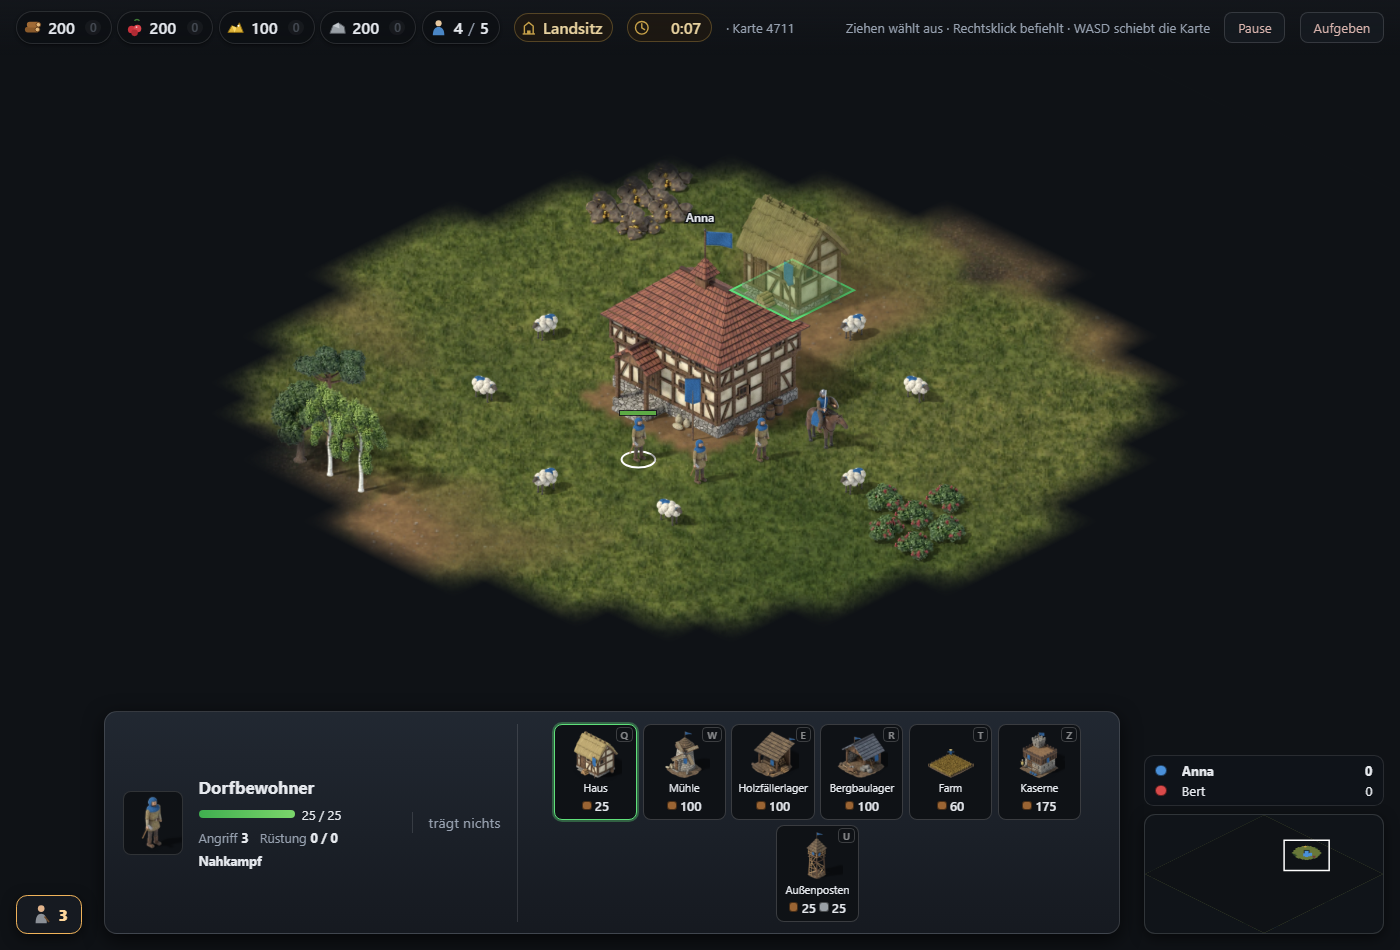 200 0 200 0 100 0 200 0 4 / 5 Landsitz 0:07 · Karte 4711 Ziehen wählt aus · Rechtsklick befiehlt · WASD schiebt die Karte Pause Aufgeben
Anna
Q W E R T Z
Haus Mühle Holzfällerlager Bergbaulager Farm Kaserne
25 100 100 100 60 175
U
Außenposten
25 25
Dorfbewohner
25 / 25
Angriff 3 Rüstung 0 / 0
Nahkampf
trägt nichts
3
Anna 0
Bert 0